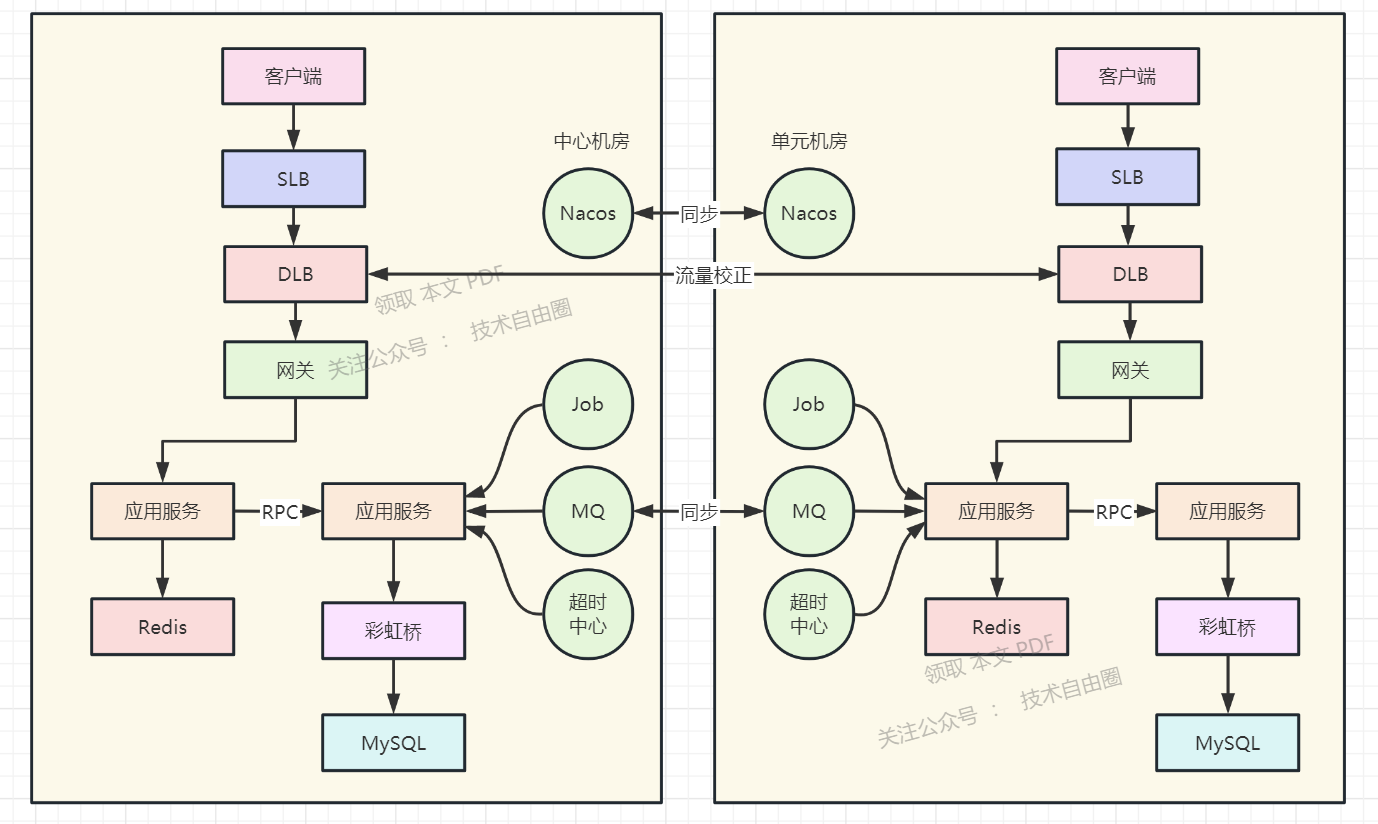 客户端
SLB
DLB
网关
应用服务
RPC
应用服务
Redis
彩虹桥
MySQL
中心机房
Nacos
Job
MQ
超时
中心
同步
流量校正
同步
单元机房
Nacos
Job
MQ
超时
中心
客户端
SLB
DLB
网关
应用服务
RPC
应用服务
Redis
彩虹桥
MySQL
领取 本文 PDF
关注公众号 ： 技术自由圈
领取 本文 PDF
关注公众号 ： 技术自由圈